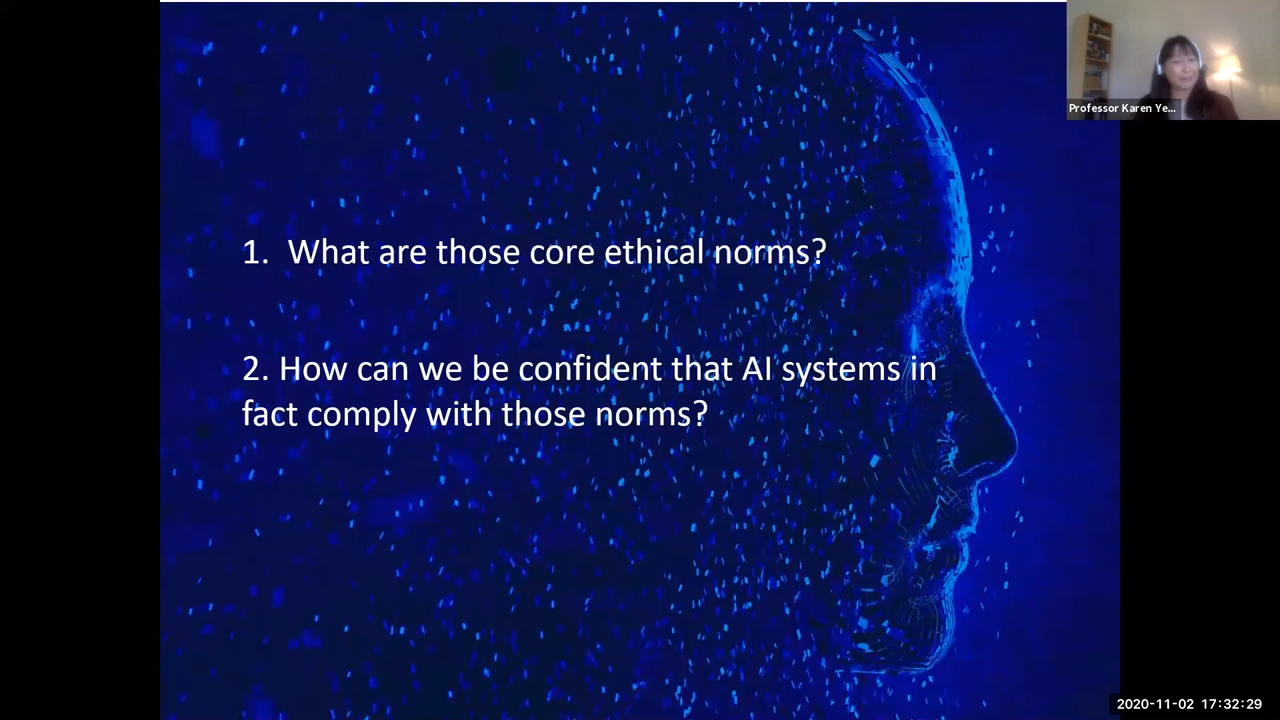 Professor Karen Ye...
1. What are those core ethical norms?
2. How can we be confident that AI systems in
fact comply with those norms?
2020-11-02 17:32:29